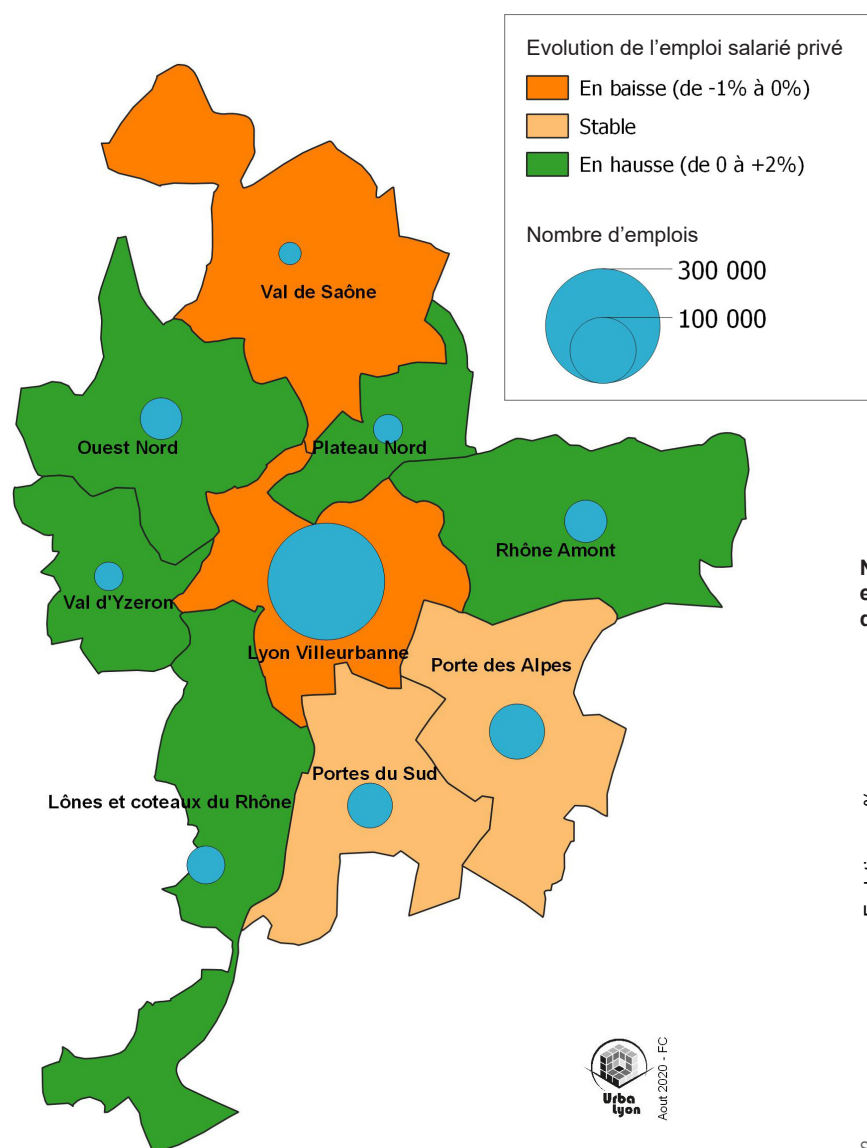 Evolution de l'emploi salarié privé
En baisse (de -1% à 0%)
Stable
En hausse (de 0 à +2%)
Nombre d'emplois
300 000
100 000
Val de Saône
Ouest Nord
Plateau Nord
Rhône Amont
Val d'Yzeron
Lyon Villeurbanne
Porte des Alpes
Portes du Sud
Lônes et coteaux du Rhône
Urba
Lyon
Aout 2020 - FC